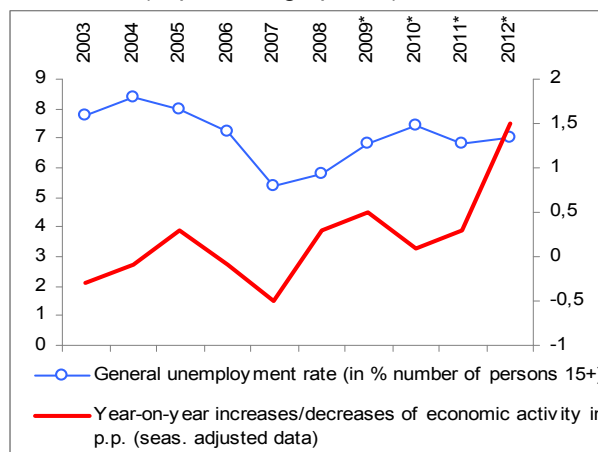 2003 2004 2005 2006 2007 2008 2009* 2010* 2011* 2012*
9 2
8 1,5
7 1
6 0,5
5 0
4 -0,5
3 -1
2
1
0
General unemployment rate (in % number of persons 15+)
Year-on-year increases/decreases of economic activity in
p.p. (seas. adjusted data)